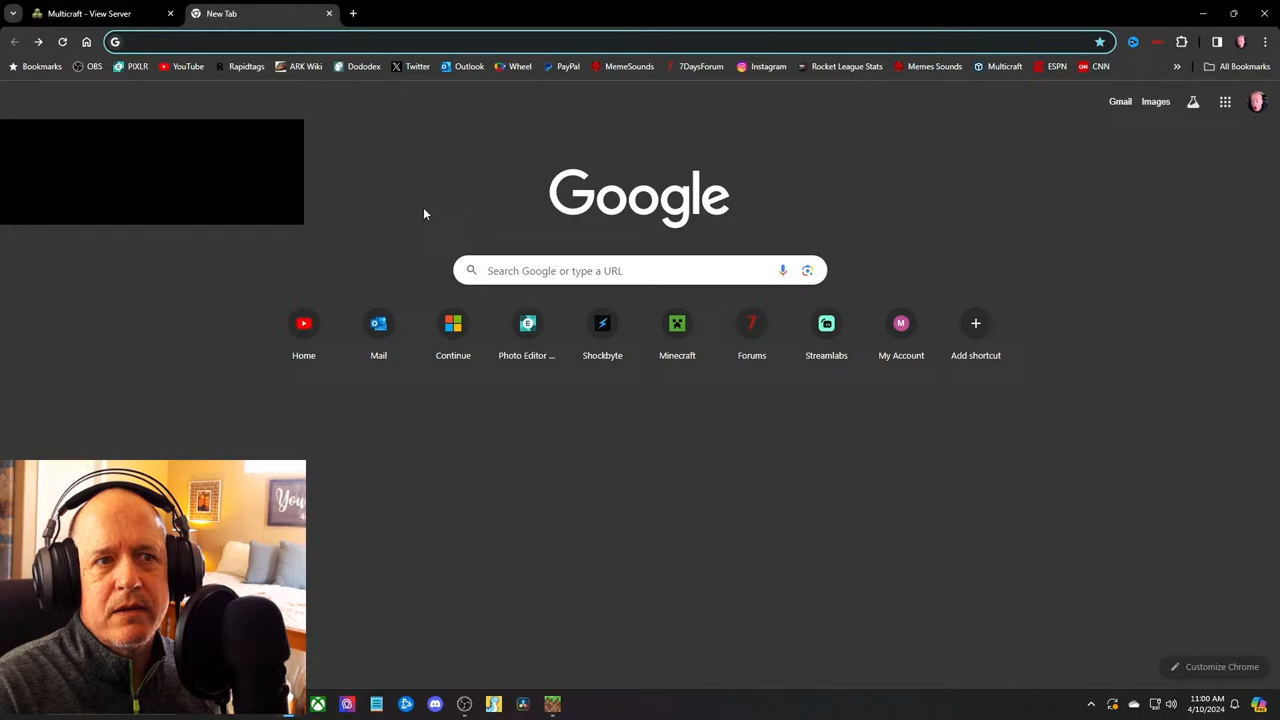 Multicraft - View Server
New Tab
Bookmarks OBS PIXLR YouTube Rapidtags ARK Wiki Dododex Twitter Outlook Wheel PayPal MemeSounds 7DaysForum Instagram Rocket League Stats Memes Sounds Multicraft ESPN CNN » All Bookmarks
Gmail Images
Google
Search Google or type a URL
Home Mail Continue Photo Editor ... Shockbyte Minecraft Forums Streamlabs My Account Add shortcut
You
Customize Chrome
11:00 AM
4/10/2024